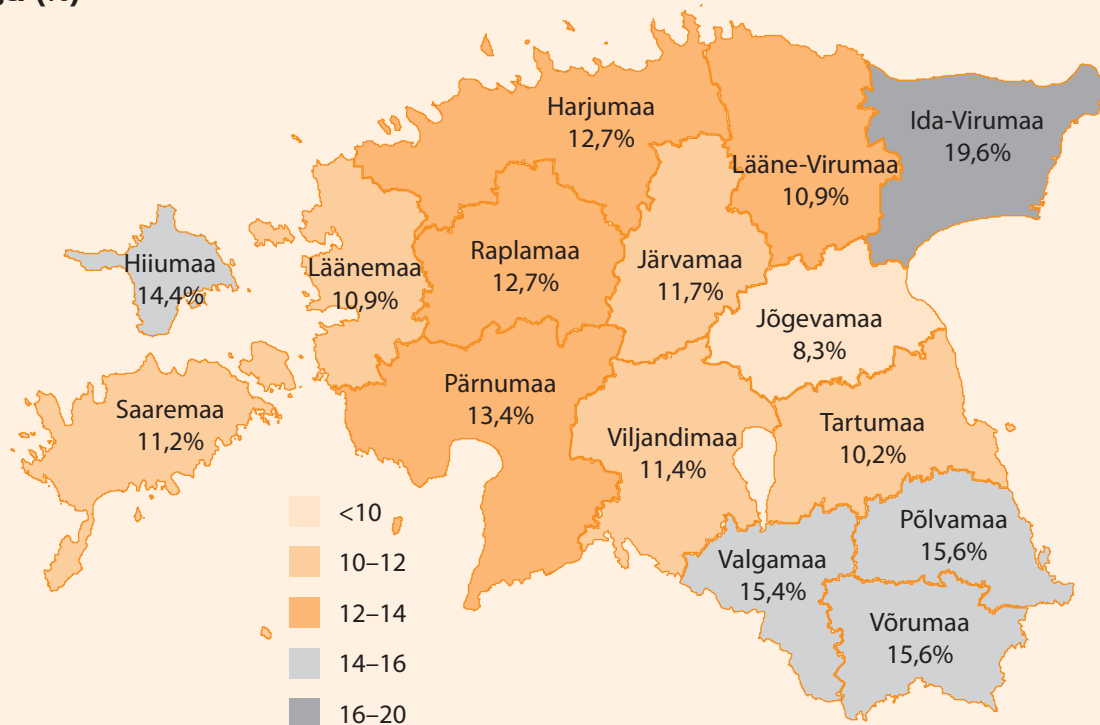 (%)
Harjumaa
12,7%
Lääne-Virumaa
10,9%
Ida-Virumaa
19,6%
Hiiumaa
14,4%
Läänemaa
10,9%
Raplamaa
12,7%
Järvamaa
11,7%
Jõgevamaa
8,3%
Saaremaa
11,2%
Pärnumaa
13,4%
Viljandimaa
11,4%
Tartumaa
10,2%
Valgamaa
15,4%
Põlvamaa
15,6%
Võrumaa
15,6%
<10
10–12
12–14
14–16
16–20